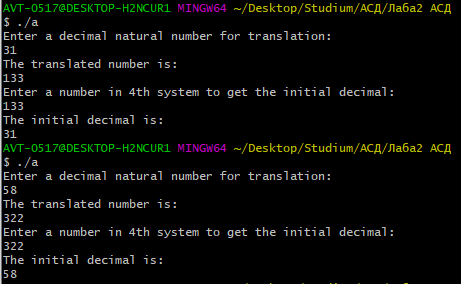 AVT-0517@DESKTOP-H2NCUR1 MINGW64 ~/Desktop/Studium/АСД/Лаба2 АСД
$ ./a
Enter a decimal natural number for translation:
31
The translated number is:
133
Enter a number in 4th system to get the initial decimal:
133
The initial decimal is:
31
AVT-0517@DESKTOP-H2NCUR1 MINGW64 ~/Desktop/Studium/АСД/Лаба2 АСД
$ ./a
Enter a decimal natural number for translation:
58
The translated number is:
322
Enter a number in 4th system to get the initial decimal:
322
The initial decimal is:
58